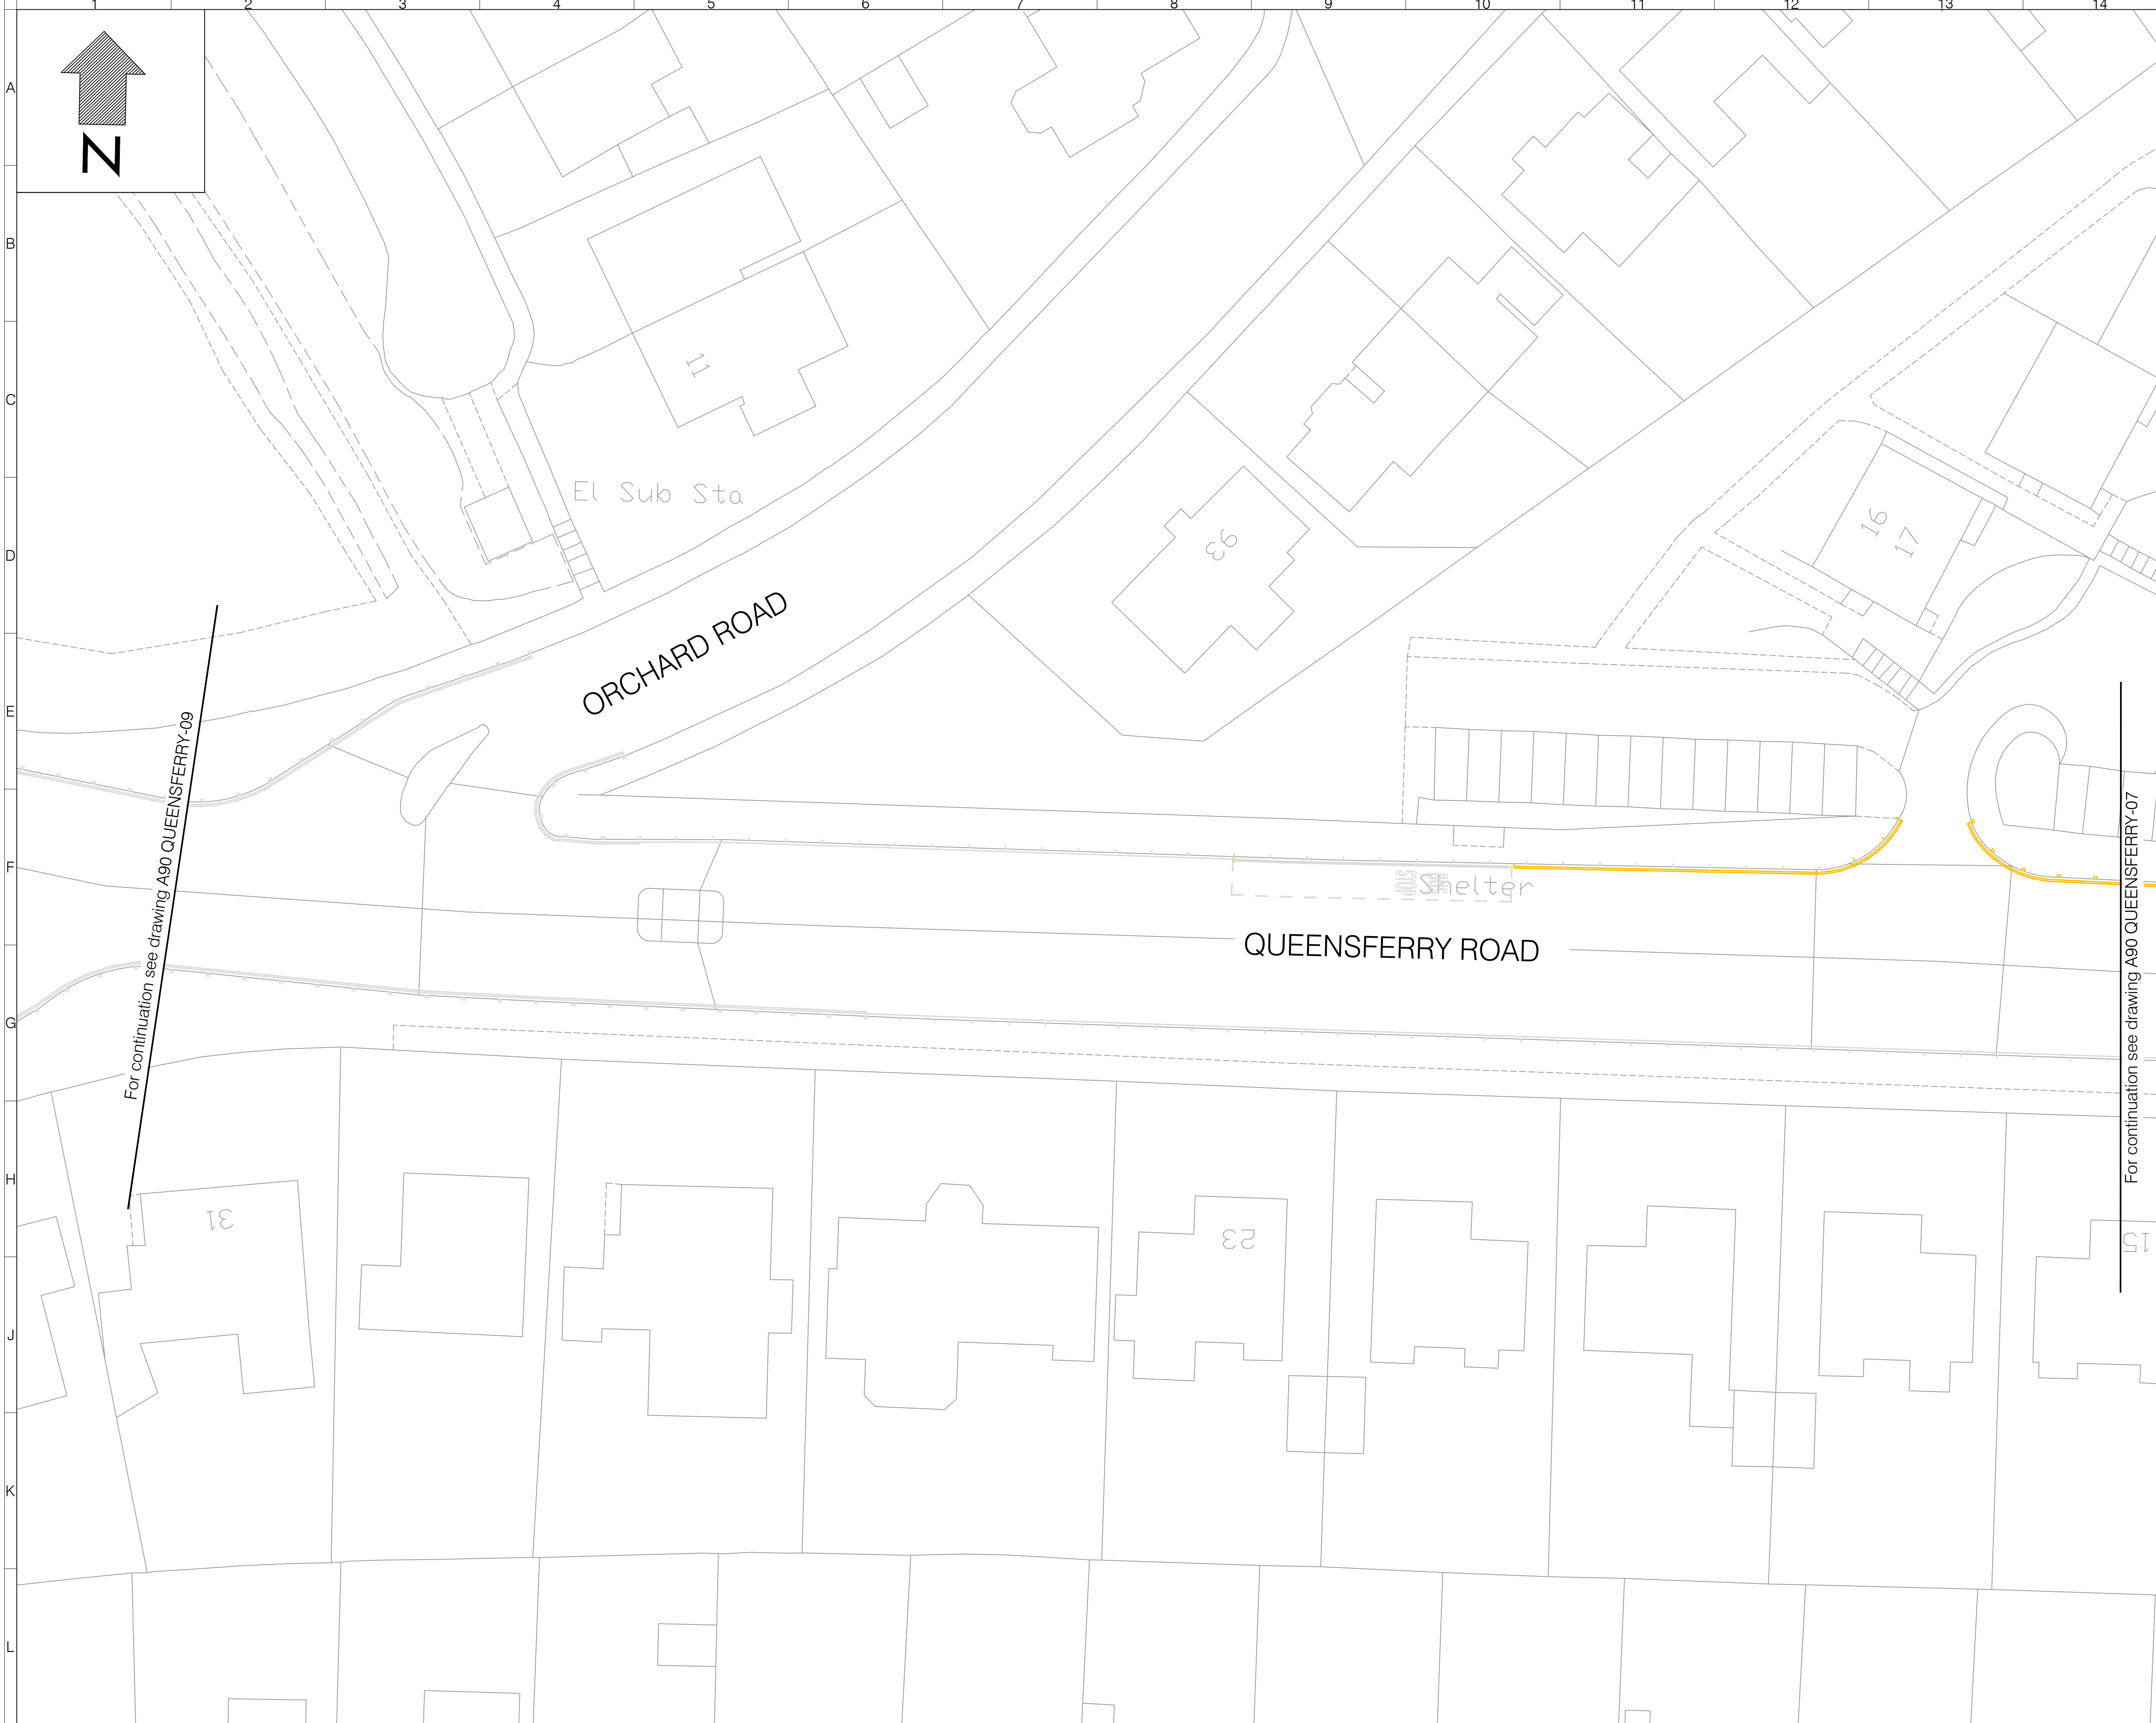 1 2 3 4 5 6 7 8 9 10 11 12 13 14
A
N
B
11
C
El Sub Sta
16
17
93
D
ORCHARD ROAD
E
For continuation see drawing A90 QUEENSFERRY-09
For continuation see drawing A90 QUEENSFERRY-07
F
Shelter
QUEENSFERRY ROAD
G
H
31
23
15
J
K
L